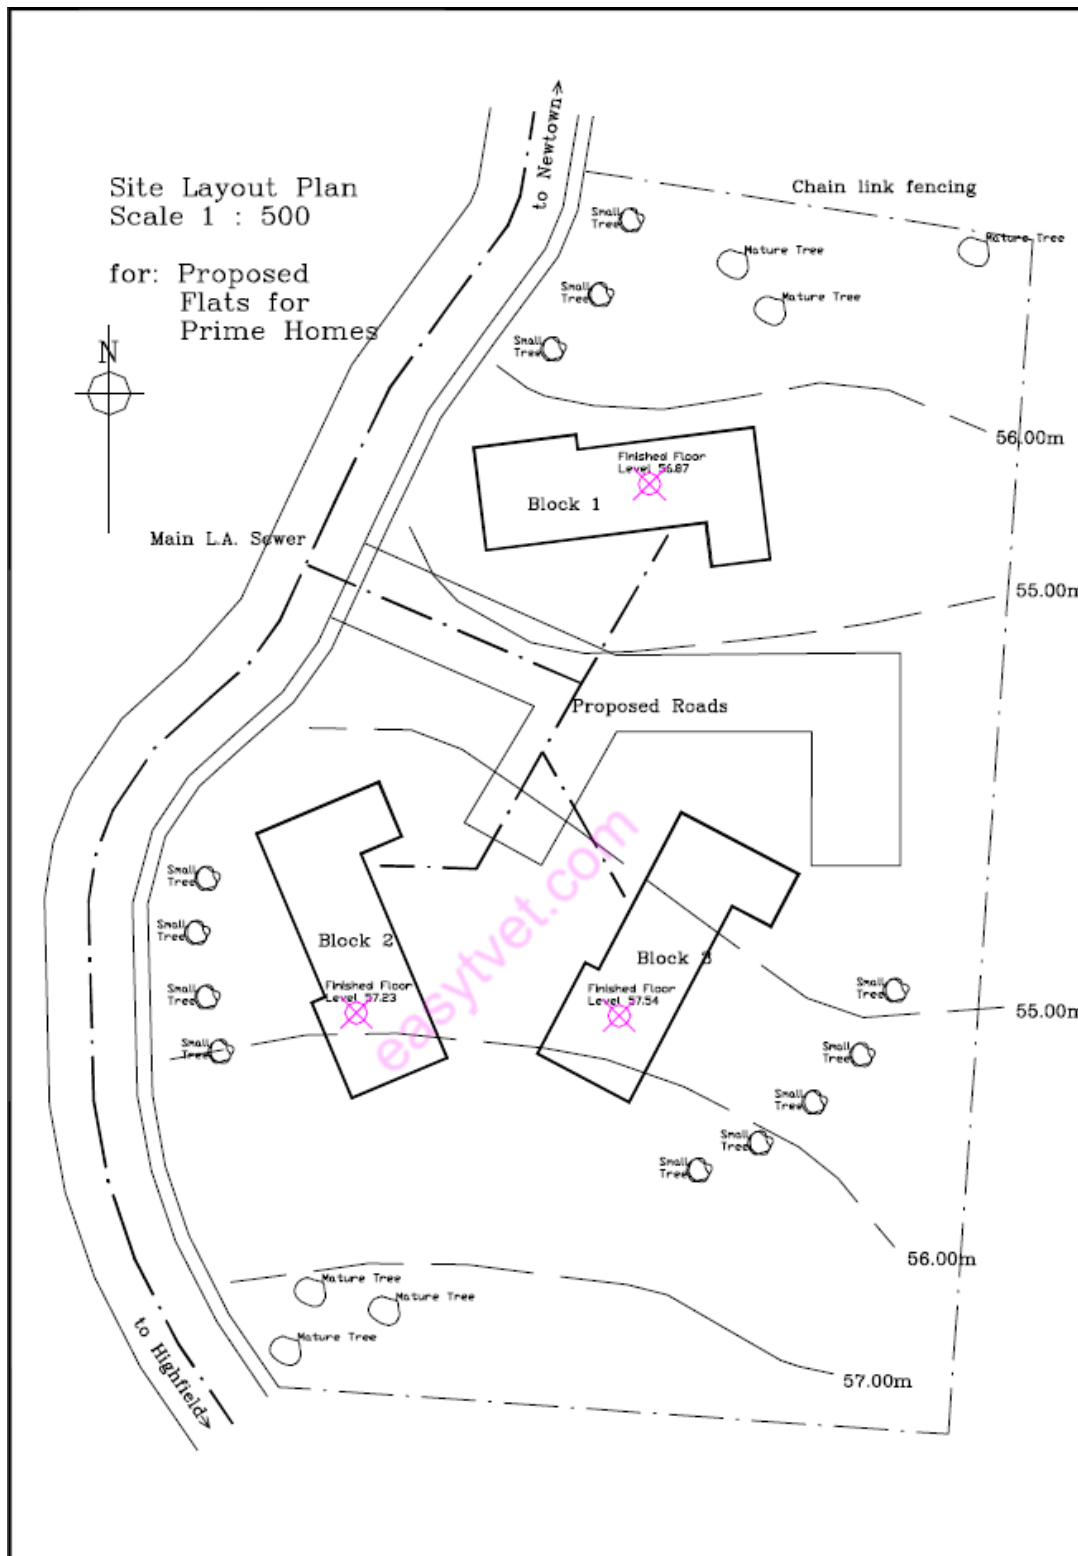 to Newtown
Site Layout Plan
Scale 1 : 500
for: Proposed
Flats for
Prime Homes
N
Chain link fencing
Small
Tree
Mature Tree
Mature Tree
Mature Tree
Small
Tree
Small
Tree
56.00m
Finished Floor
Level 56.87
Block 1
Main L.A. Sewer
55.00m
Proposed Roads
Small
Tree
Small
Tree
Block 2
Block 3
Finished Floor
Level 57.23
Finished Floor
Level 57.54
Small
Tree
Small
Tree
Small
Tree
55.00m
Small
Tree
Small
Tree
Small
Tree
Small
Tree
56.00m
Mature Tree
Mature Tree
Mature Tree
57.00m
to Highfield
easytvet.com